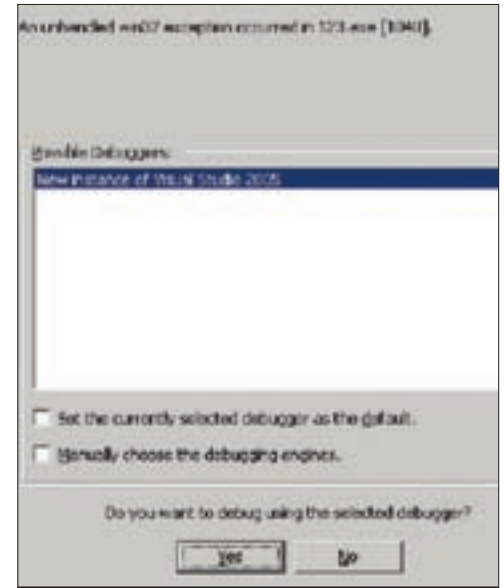 An unhandled win32 exception occurred in 123.exe [1040].
Possible Debuggers:
New instance of Visual Studio 2005
Set the currently selected debugger as the default.
Manually choose the debugging engines.
Do you want to debug using the selected debugger?
Yes
No